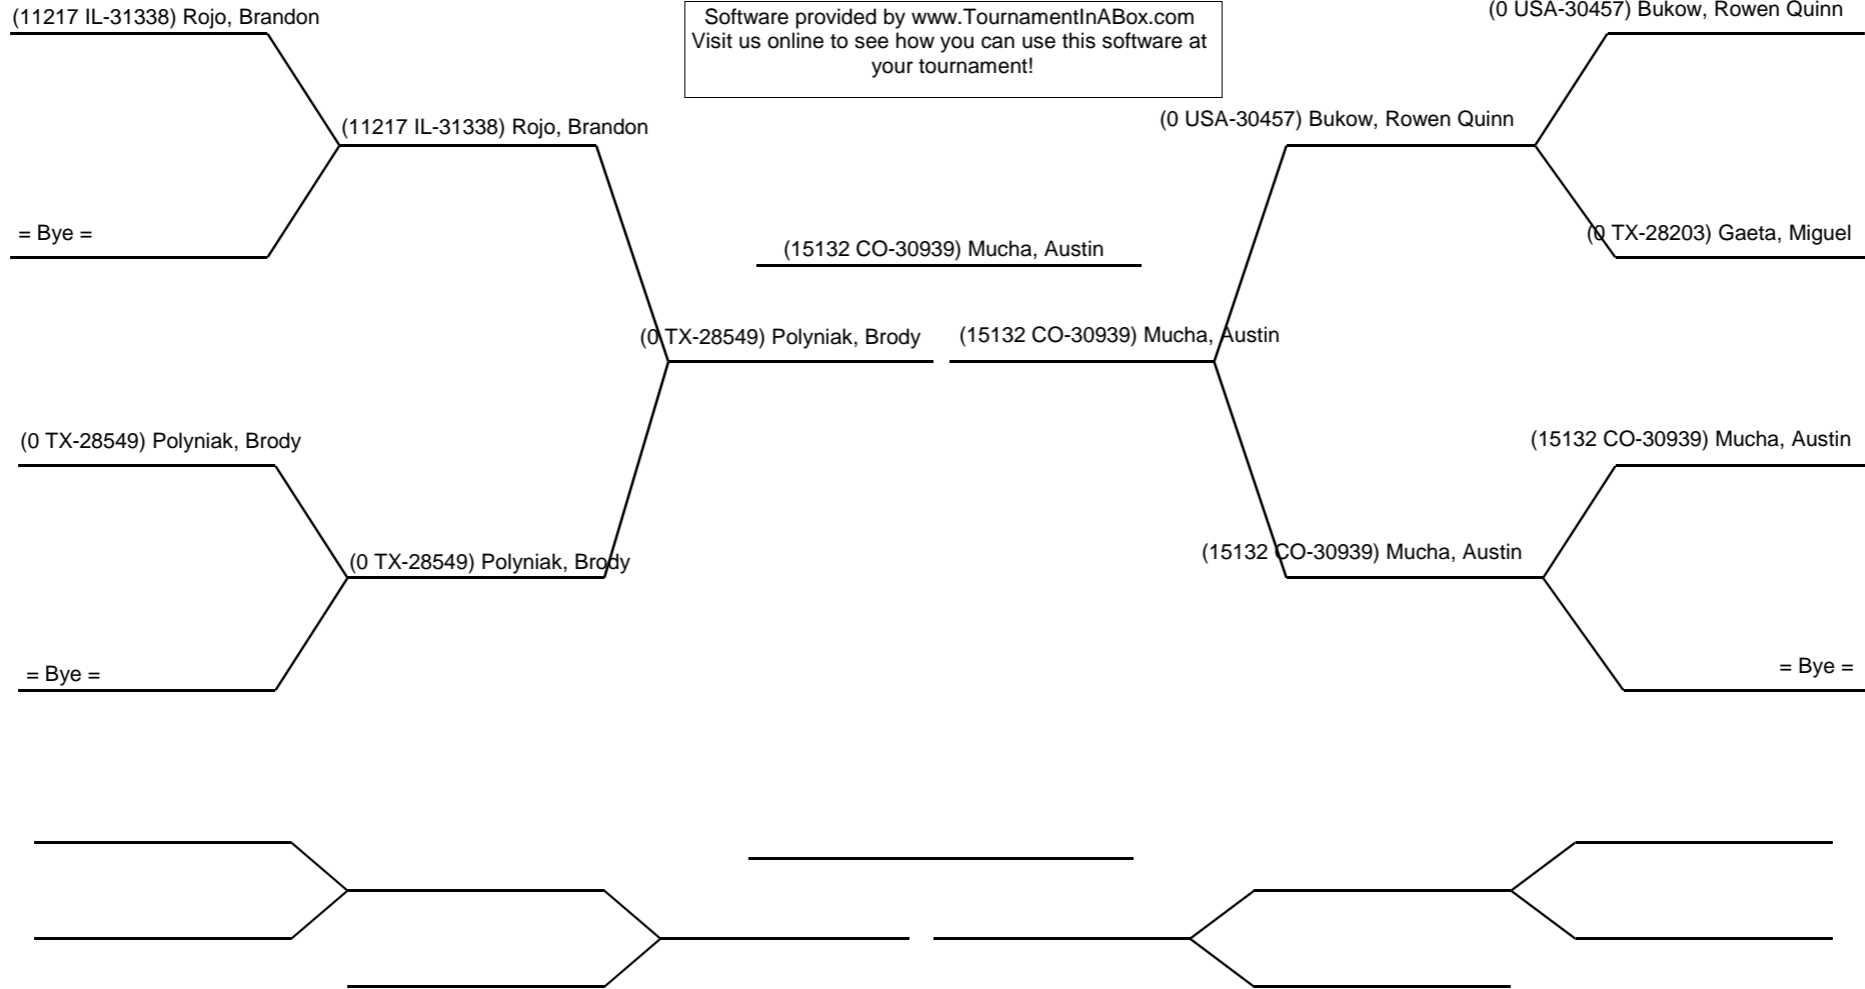 (11217 IL-31338) Rojo, Brandon
Software provided by www.TournamentInABox.com
Visit us online to see how you can use this software at
your tournament!
(0 USA-30457) Bukow, Rowen Quinn
(11217 IL-31338) Rojo, Brandon
(0 USA-30457) Bukow, Rowen Quinn
= Bye =
(15132 CO-30939) Mucha, Austin
(0 TX-28203) Gaeta, Miguel
(0 TX-28549) Polyniak, Brody
(15132 CO-30939) Mucha, Austin
(0 TX-28549) Polyniak, Brody
(15132 CO-30939) Mucha, Austin
(0 TX-28549) Polyniak, Brody
(15132 CO-30939) Mucha, Austin
= Bye =
= Bye =